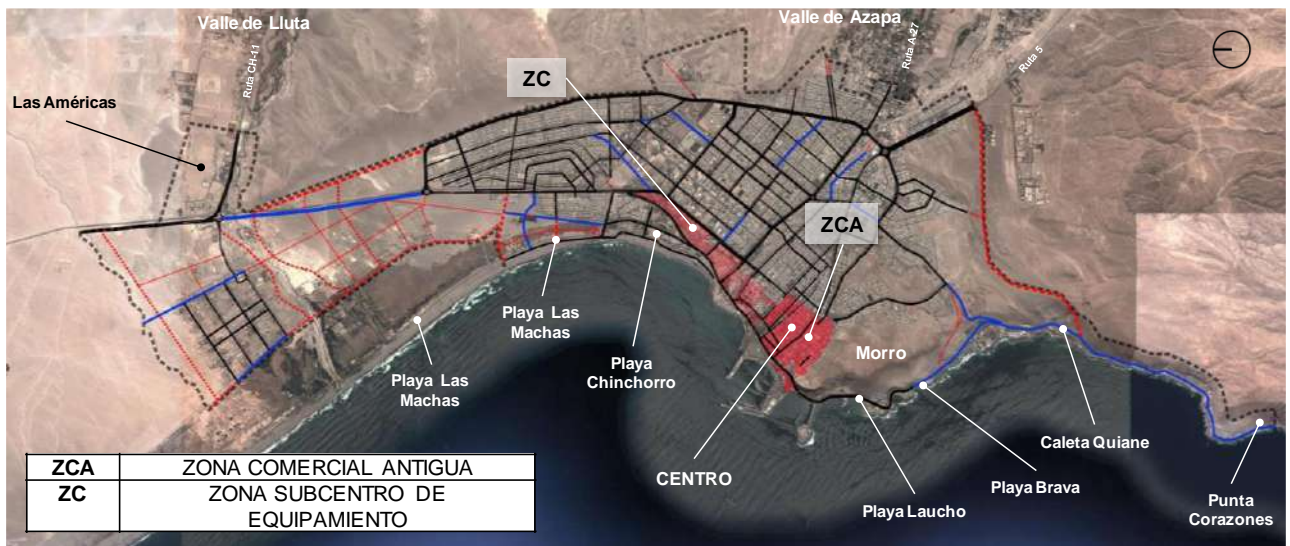 Valle de Lluta
Valle de Azapa
Ruta CH-11
Ruta A-27
Ruta 5
ZC
Las Américas
ZCA
Playa Las
Machas
Playa
Chinchorro
Morro
Playa Las
Machas
Caleta Quiane
CENTRO
Playa Brava
Playa Laucho
Punta
Corazones
ZCA ZONA COMERCIAL ANTIGUA
ZC ZONA SUBCENTRO DE
EQUIPAMIENTO